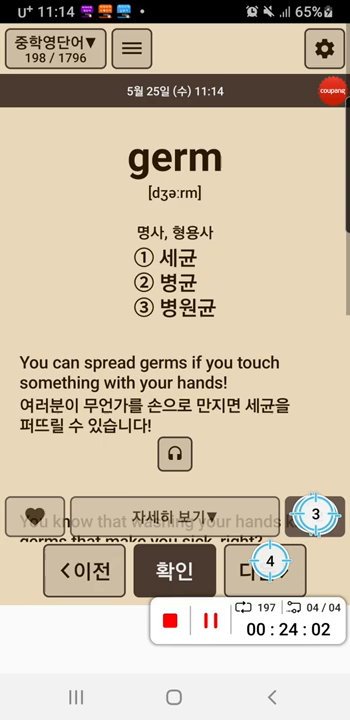 U+ 11:14 65%
중학영단어▼
198 / 1796
5월 25일 (수) 11:14
coupang
germ
[dʒəːrm]
명사, 형용사
① 세균
② 병균
③ 병원균
You can spread germs if you touch
something with your hands!
여러분이 무언가를 손으로 만지면 세균을
퍼뜨릴 수 있습니다!
You know that washing your hands
자세히 보기▼
3
germs that make you sick, right?
<이전
확인
4
197 04 / 04
00 : 24 : 02